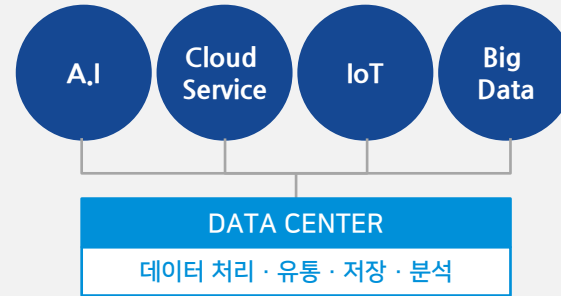 A.I
Cloud
Service
IoT
Big
Data
DATA CENTER
데이터 처리 · 유통 · 저장 · 분석